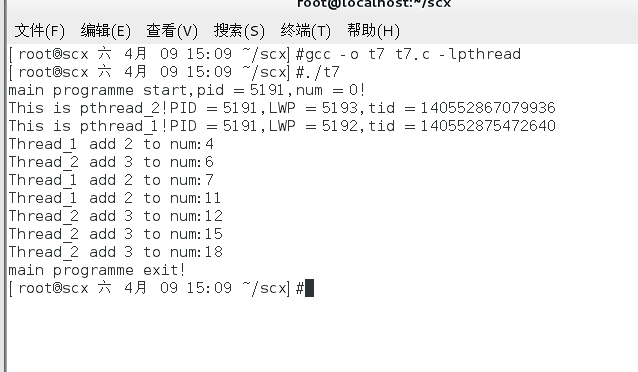 root@localhost:~/scx
文件(F) 编辑(E) 查看(V) 搜索(S) 终端(T) 帮助(H)
[root@scx 六 4月 09 15:09 ~/scx]#gcc -o t7 t7.c -lpthread
[root@scx 六 4月 09 15:09 ~/scx]#./t7
main programme start,pid = 5191,num = 0!
This is pthread_2!PID = 5191,LWP = 5193,tid = 140552867079936
This is pthread_1!PID = 5191,LWP = 5192,tid = 140552875472640
Thread_1 add 2 to num:4
Thread_2 add 3 to num:6
Thread_1 add 2 to num:7
Thread_1 add 2 to num:11
Thread_2 add 3 to num:12
Thread_2 add 3 to num:15
Thread_2 add 3 to num:18
main programme exit!
[root@scx 六 4月 09 15:09 ~/scx]#